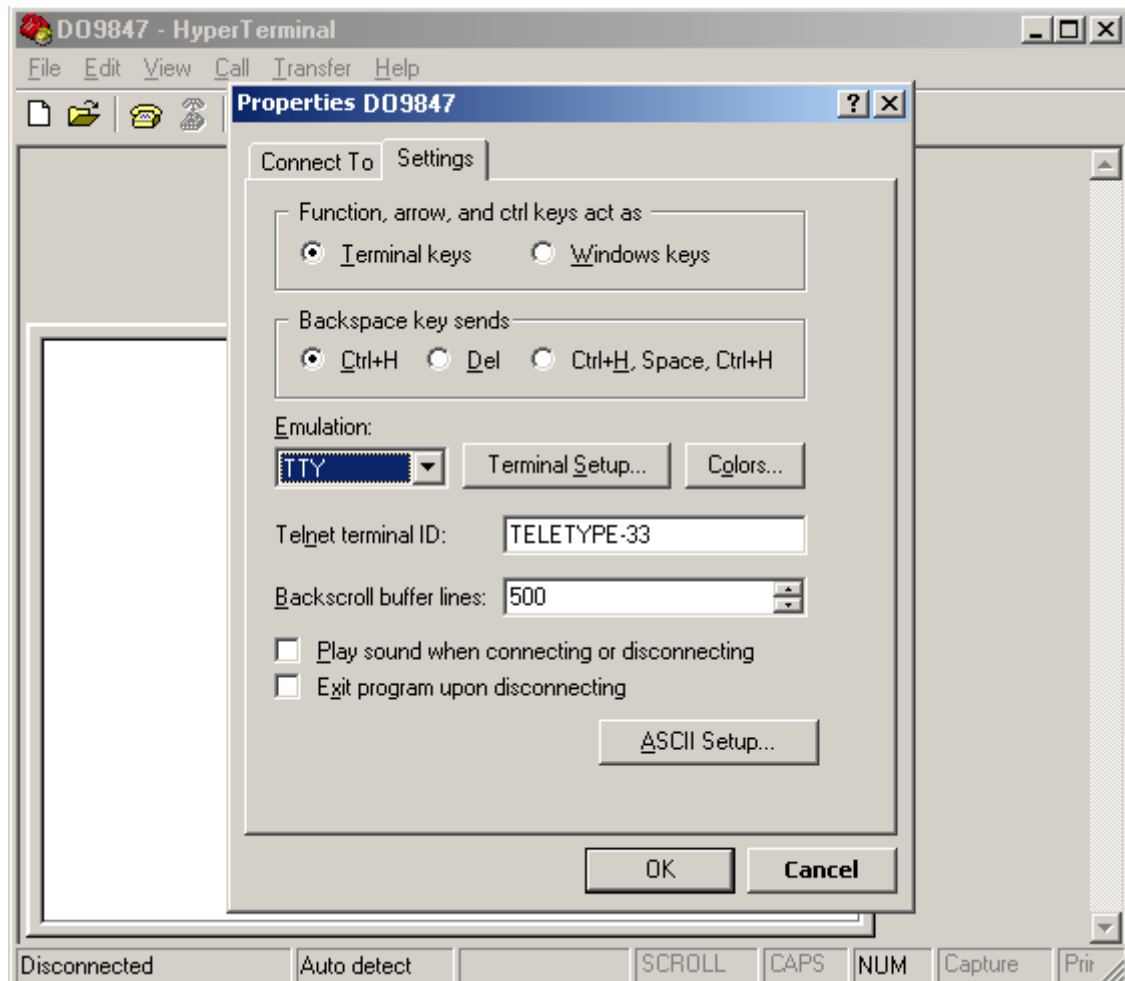 DO9847 - HyperTerminal
File Edit View Call Transfer Help
Properties DO9847
Connect To Settings
Function, arrow, and ctrl keys act as
Terminal keys Windows keys
Backspace key sends
Ctrl+H Del Ctrl+H, Space, Ctrl+H
Emulation:
TTY Terminal Setup... Colors...
Telnet terminal ID: TELETYPE-33
Backscroll buffer lines: 500
Play sound when connecting or disconnecting
Exit program upon disconnecting
ASCII Setup...
OK Cancel
Disconnected Auto detect SCROLL CAPS NUM Capture